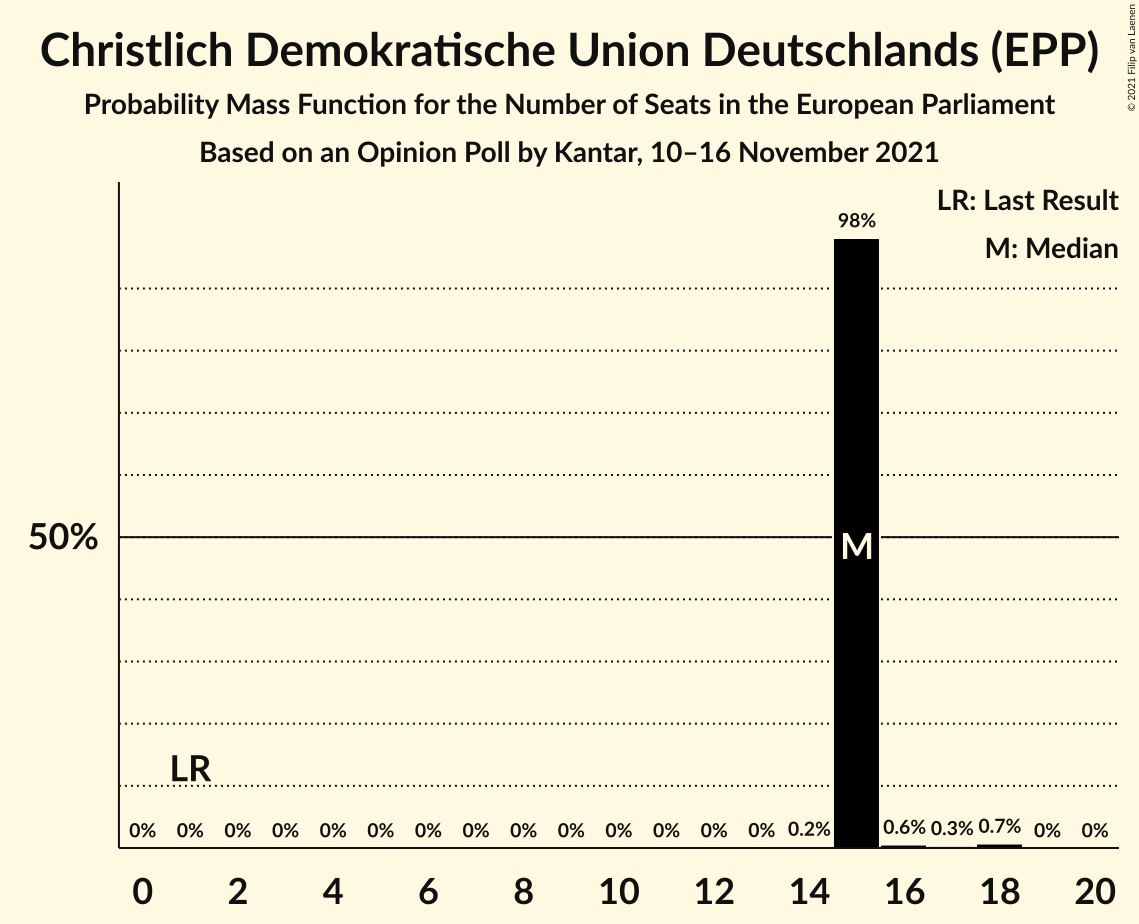 Christlich Demokratische Union Deutschlands (EPP)
Probability Mass Function for the Number of Seats in the European Parliament
Based on an Opinion Poll by Kantar, 10–16 November 2021
© 2021 Filip van Laenen
LR: Last Result
M: Median
98%
50%
M
LR
0% 0% 0% 0% 0% 0% 0% 0% 0% 0% 0% 0% 0% 0% 0.2% 0.6% 0.3% 0.7% 0% 0%
0 2 4 6 8 10 12 14 16 18 20